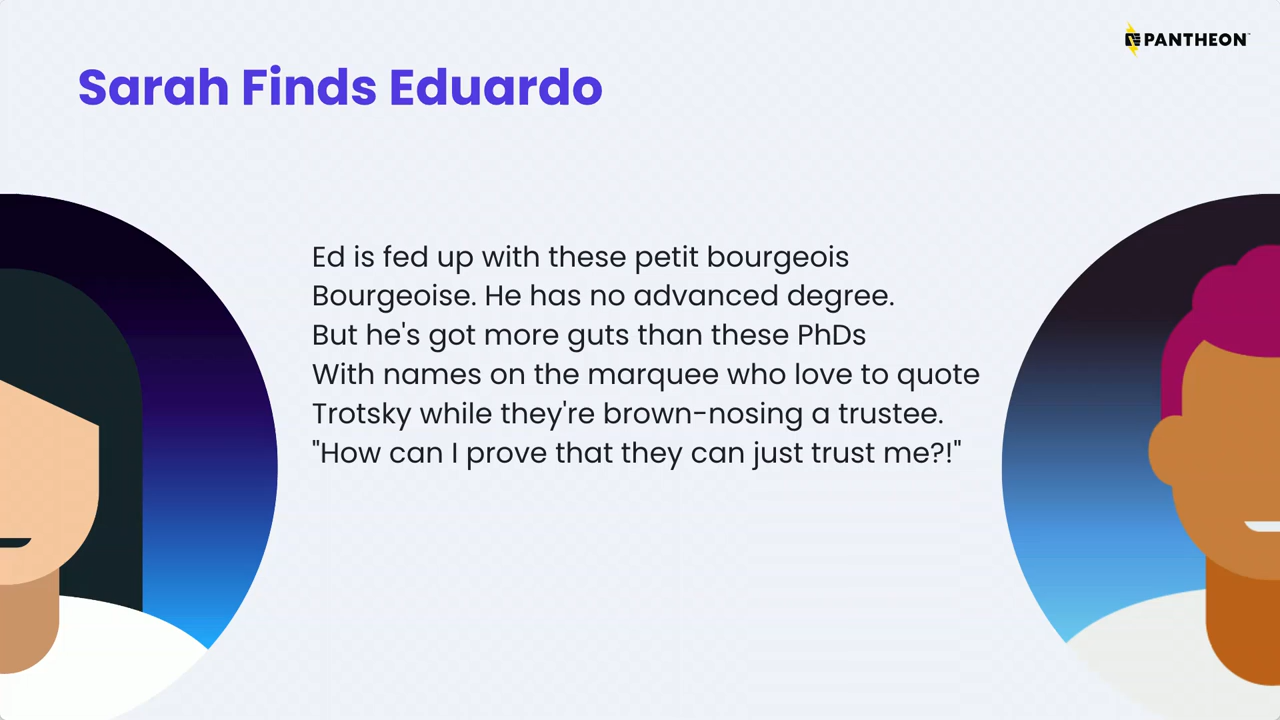 PANTHEON
Sarah Finds Eduardo
Ed is fed up with these petit bourgeois
Bourgeoise. He has no advanced degree.
But he's got more guts than these PhDs
With names on the marquee who love to quote
Trotsky while they're brown-nosing a trustee.
"How can I prove that they can just trust me?!"